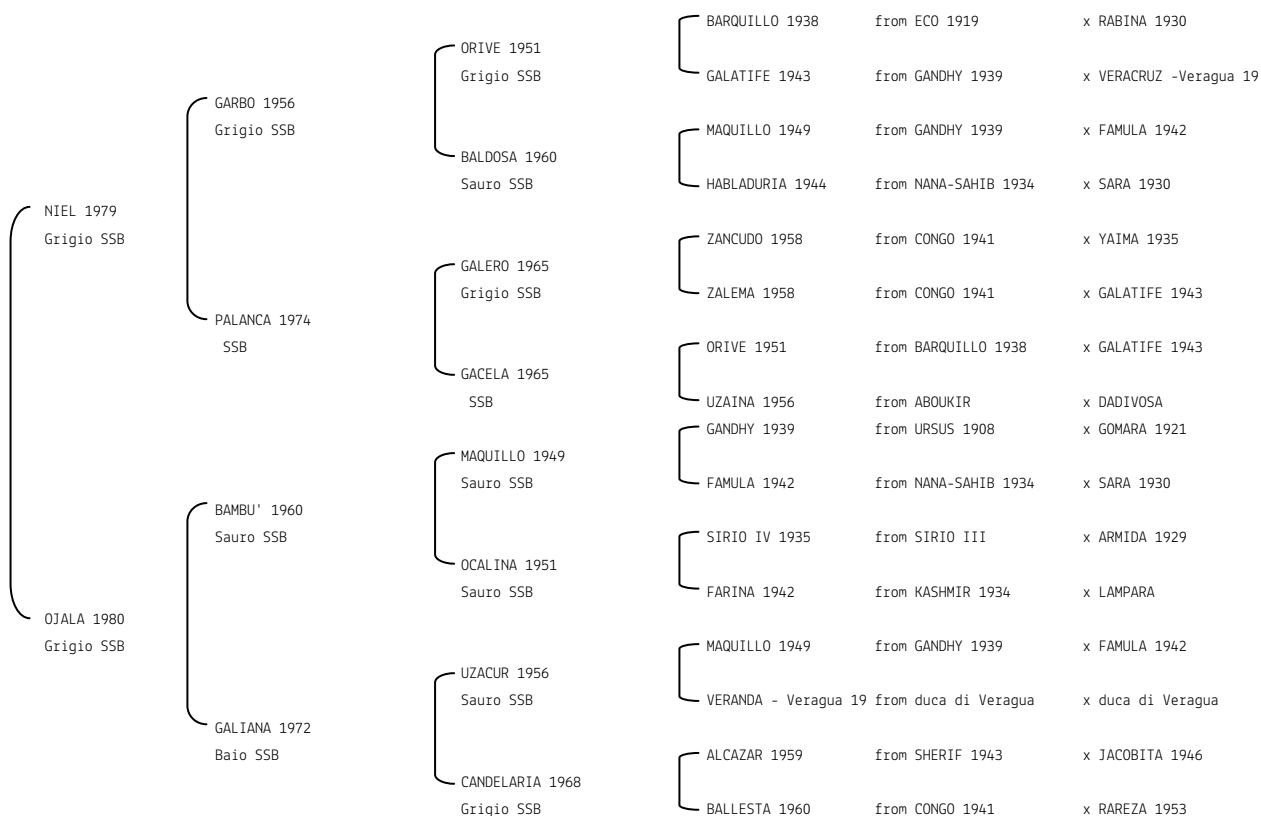 BARQUILLO 1938 from ECO 1919 x RABINA 1930
ORIVE 1951
Grigio SSB
GALATIFE 1943 from GANDHY 1939 x VERACRUZ -Veragua 19
GARBO 1956
Grigio SSB
MAQUILLO 1949 from GANDHY 1939 x FAMULA 1942
BALDOSA 1960
Sauro SSB
HABLADURIA 1944 from NANA-SAHIB 1934 x SARA 1930
NIEL 1979
Grigio SSB
ZANCUDO 1958 from CONGO 1941 x YAIMA 1935
GALERO 1965
Grigio SSB
ZALEMA 1958 from CONGO 1941 x GALATIFE 1943
PALANCA 1974
SSB
ORIVE 1951 from BARQUILLO 1938 x GALATIFE 1943
GACELA 1965
SSB
UZAINA 1956 from ABOUKIR x DADIVOSA
GANDHY 1939 from URSUS 1908 x GOMARA 1921
MAQUILLO 1949
Sauro SSB
FAMULA 1942 from NANA-SAHIB 1934 x SARA 1930
BAMBU' 1960
Sauro SSB
SIRIO IV 1935 from SIRIO III x ARMIDA 1929
OCALINA 1951
Sauro SSB
FARINA 1942 from KASHMIR 1934 x LAMPARA
OJALA 1980
Grigio SSB
MAQUILLO 1949 from GANDHY 1939 x FAMULA 1942
UZACUR 1956
Sauro SSB
VERANDA - Veragua 19 from duca di Veragua x duca di Veragua
GALIANA 1972
Baio SSB
ALCAZAR 1959 from SHERIF 1943 x JACOBITA 1946
CANDELARIA 1968
Grigio SSB
BALLESTA 1960 from CONGO 1941 x RAREZA 1953